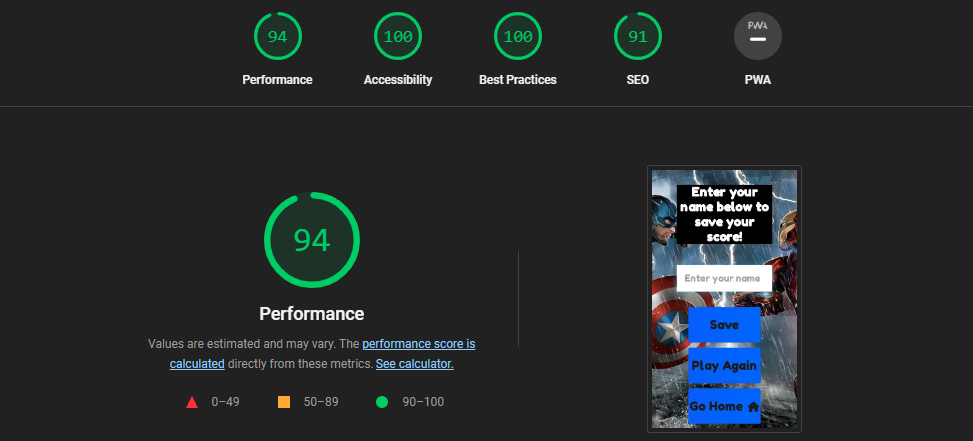 94
100
100
91
PWA
Performance
Accessibility
Best Practices
SEO
PWA
94
Performance
Values are estimated and may vary. The performance score is
calculated directly from these metrics. See calculator.
0–49
50–89
90–100
Enter your
name below to
save your
score!
Enter your name
Save
Play Again
Go Home